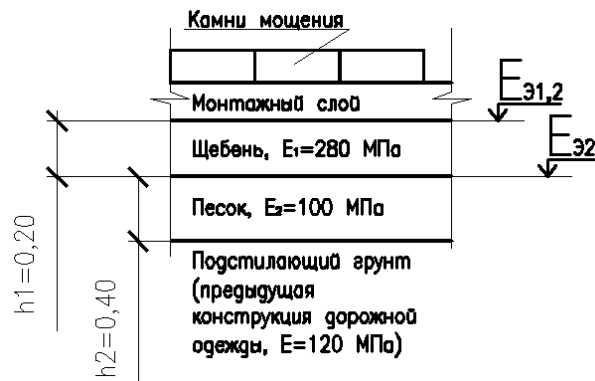 Камни мощения
Монтажный слой
Eэ1,2
Щебень, E₁=280 МПа
Eэ2
Песок, E₂=100 МПа
h1=0,20
h2=0,40
Подстилающий грунт
(предыдущая
конструкция дорожной
одежды, E=120 МПа)